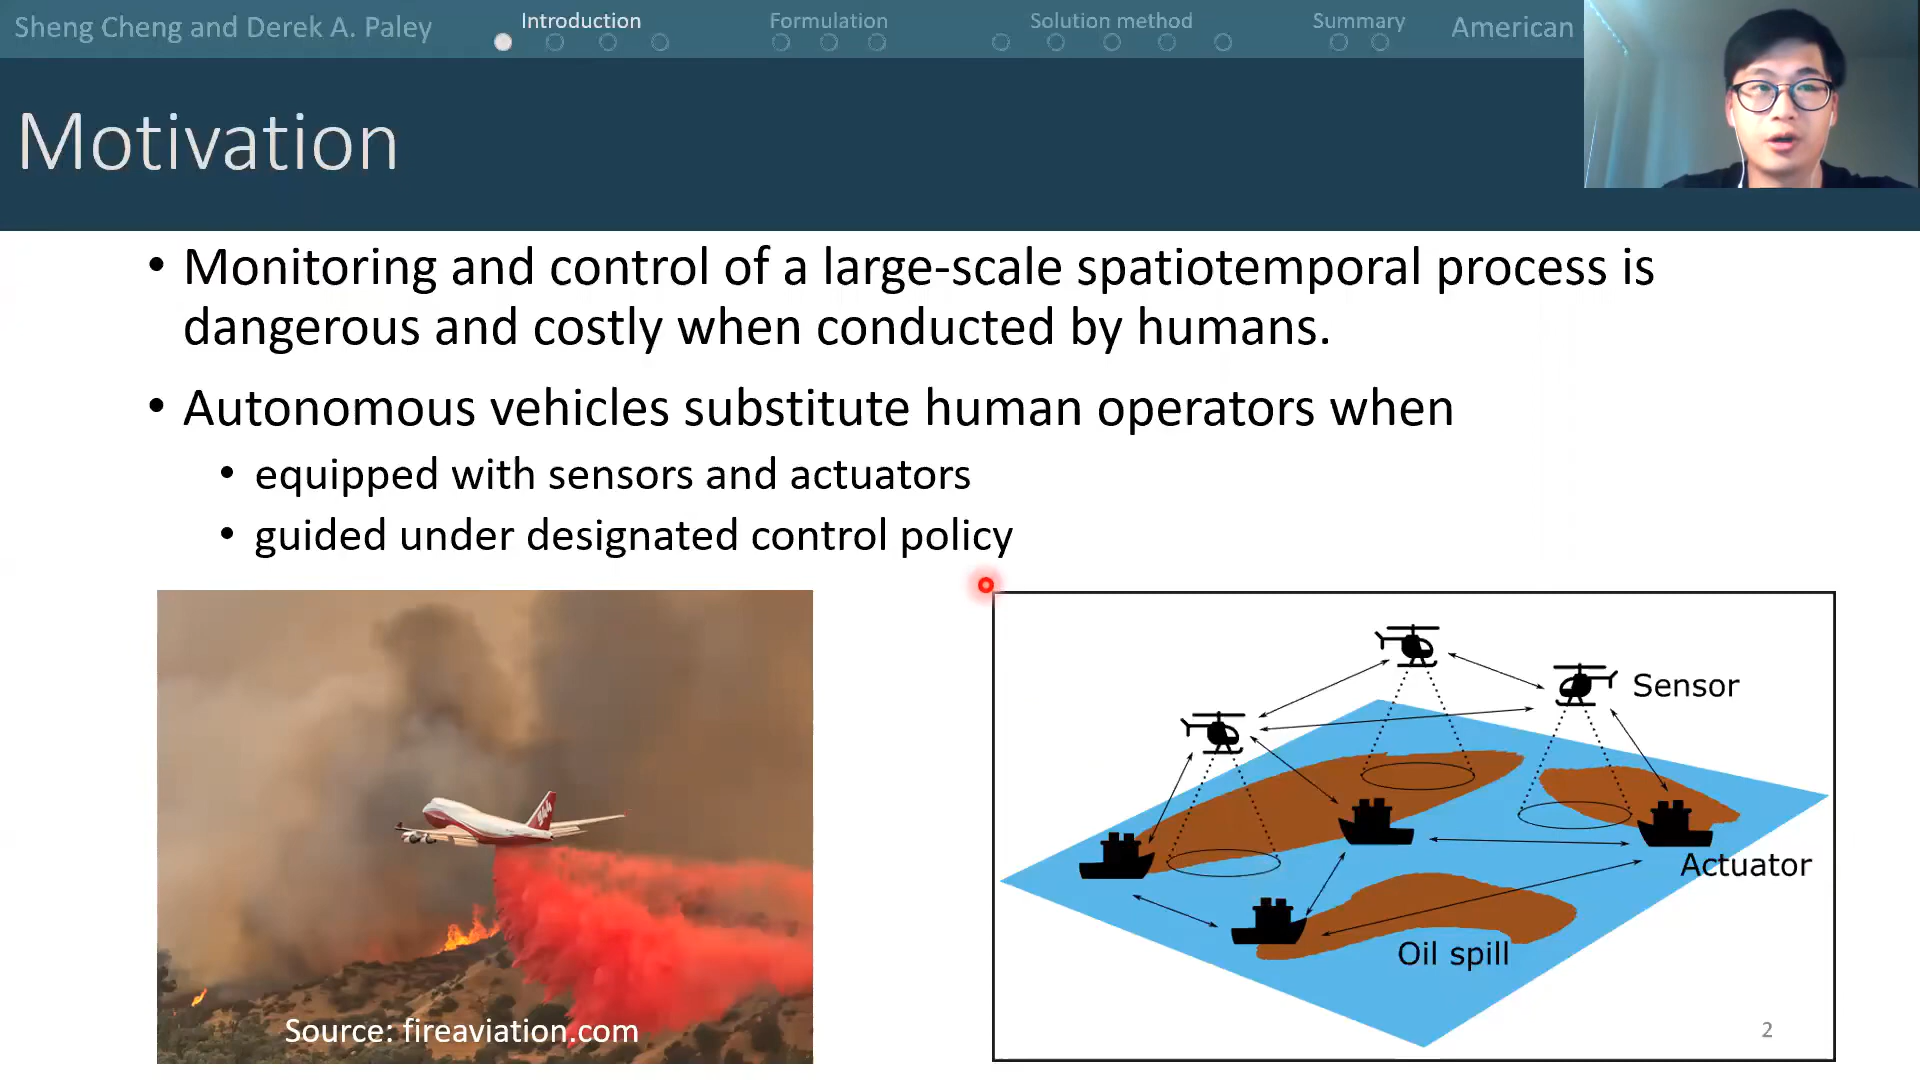 Sheng Cheng and Derek A. Paley
Introduction
Formulation
Solution method
Summary
American
Motivation
• Monitoring and control of a large-scale spatiotemporal process is
dangerous and costly when conducted by humans.
• Autonomous vehicles substitute human operators when
• equipped with sensors and actuators
• guided under designated control policy
Source: fireaviation.com
Sensor
Actuator
Oil spill
2